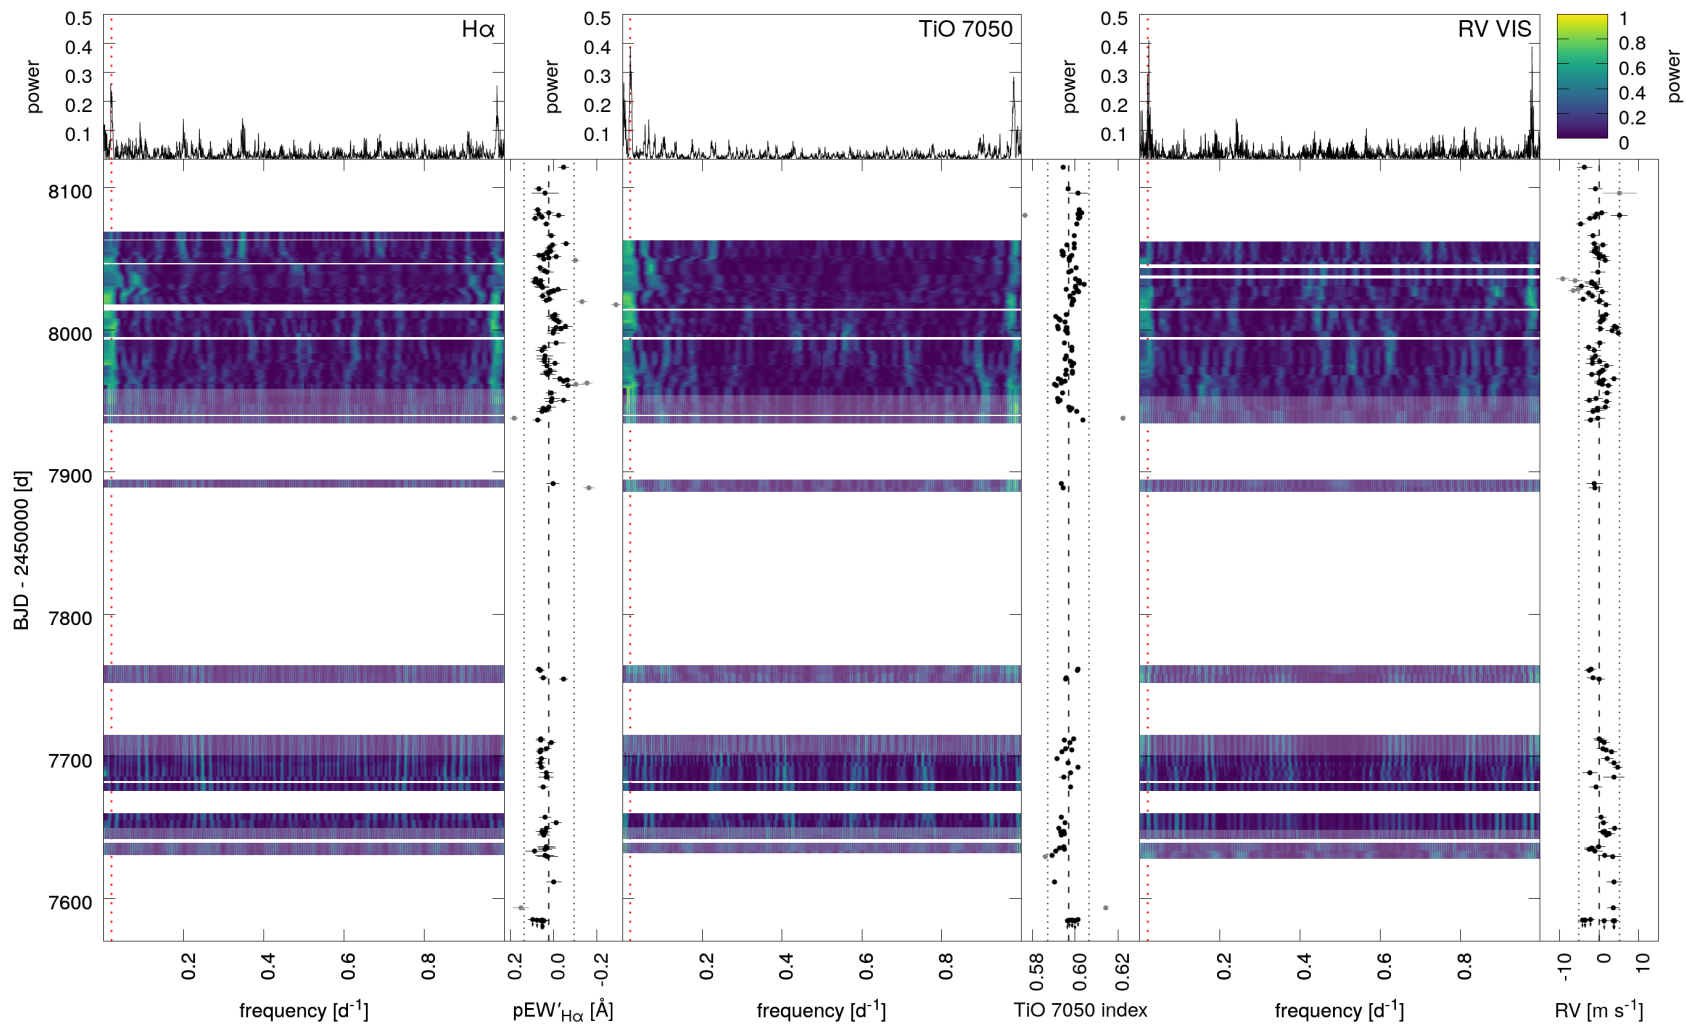 Hα
TiO 7050
RV VIS
power
0.5
0.4
0.3
0.2
0.1
power
0.5
0.4
0.3
0.2
0.1
power
0.5
0.4
0.3
0.2
0.1
1
0.8
0.6
0.4
0.2
0
power
BJD - 2450000 [d]
8100
8000
7900
7800
7700
7600
0.2 0.4 0.6 0.8
0.2 0.0 -0.2
0.2 0.4 0.6 0.8
0.58 0.60 0.62
0.2 0.4 0.6 0.8
-10 0 10
frequency [d-1]
pEW′Hα [Å]
frequency [d-1]
TiO 7050 index
frequency [d-1]
RV [m s-1]